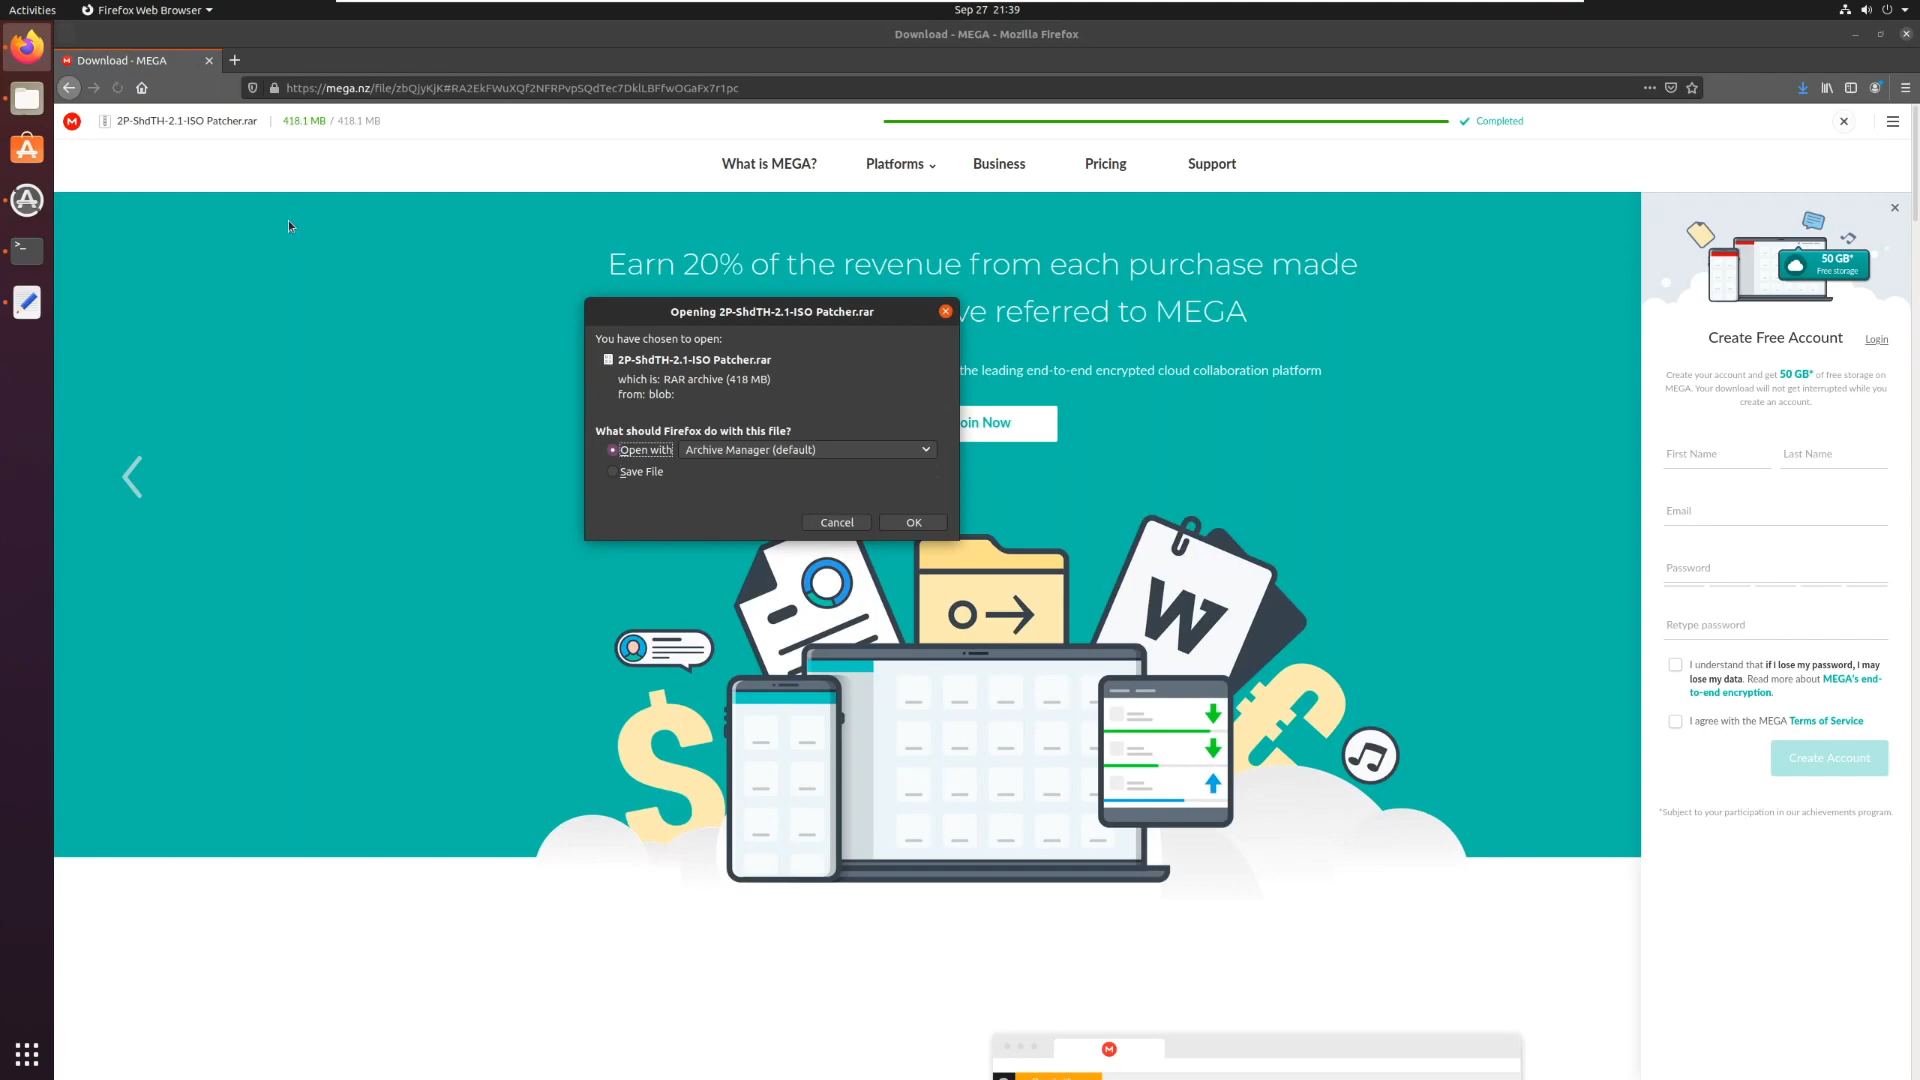 Activities
Firefox Web Browser
Sep 27 21:39
Download - MEGA - Mozilla Firefox
Download - MEGA
https://mega.nz/file/zbQjyKjK#RA2EkFWuXQf2NFRPvpSQdTec7DklLBFfwOGaFx7r1pc
2P-ShdTH-2.1-ISO Patcher.rar
418.1 MB / 418.1 MB
Completed
What is MEGA?
Platforms
Business
Pricing
Support
Earn 20% of the revenue from each purchase made
ve referred to MEGA
the leading end-to-end encrypted cloud collaboration platform
oin Now
Opening 2P-ShdTH-2.1-ISO Patcher.rar
You have chosen to open:
2P-ShdTH-2.1-ISO Patcher.rar
which is: RAR archive (418 MB)
from: blob:
What should Firefox do with this file?
Open with
Archive Manager (default)
Save File
Cancel
OK
W
50 GB*
Free storage
Create Free Account
Login
Create your account and get 50 GB* of free storage on
MEGA. Your download will not get interrupted while you
create an account.
First Name
Last Name
Email
Password
Retype password
I understand that if I lose my password, I may
lose my data. Read more about MEGA's end-
to-end encryption.
I agree with the MEGA Terms of Service
Create Account
*Subject to your participation in our achievements program.